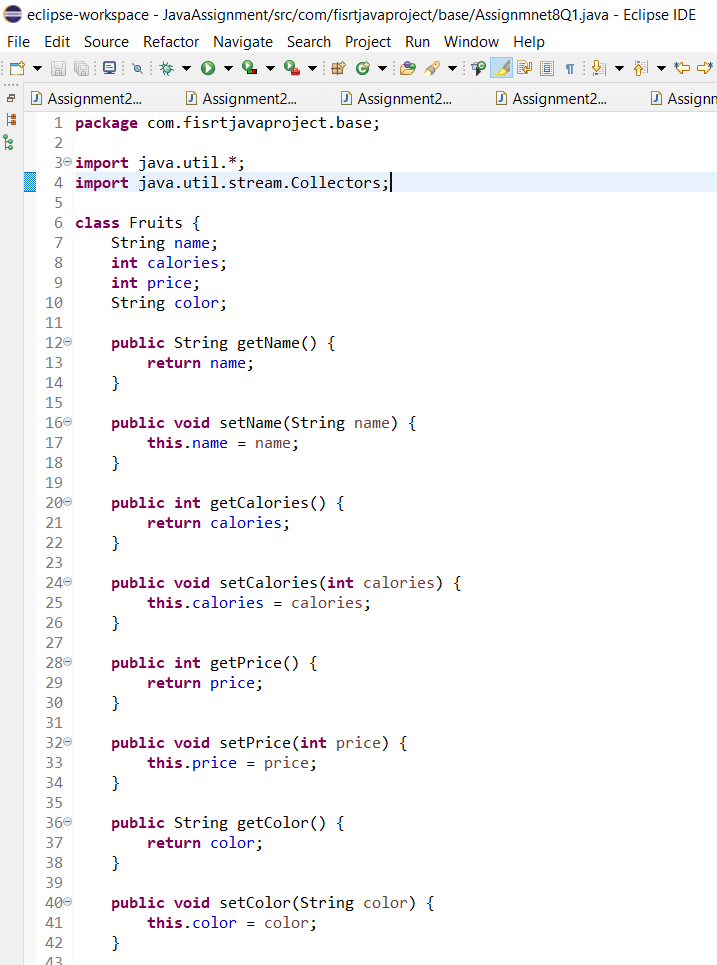 eclipse-workspace - JavaAssignment/src/com/fisrtjavaproject/base/Assignmnet8Q1.java - Eclipse IDE
File Edit Source Refactor Navigate Search Project Run Window Help
Assignment2... Assignment2... Assignment2... Assignment2... Assignn
1 package com.fisrtjavaproject.base;
2
3 import java.util.*;
4 import java.util.stream.Collectors;
5
6 class Fruits {
7 String name;
8 int calories;
9 int price;
10 String color;
11
12 public String getName() {
13 return name;
14 }
15
16 public void setName(String name) {
17 this.name = name;
18 }
19
20 public int getCalories() {
21 return calories;
22 }
23
24 public void setCalories(int calories) {
25 this.calories = calories;
26 }
27
28 public int getPrice() {
29 return price;
30 }
31
32 public void setPrice(int price) {
33 this.price = price;
34 }
35
36 public String getColor() {
37 return color;
38 }
39
40 public void setColor(String color) {
41 this.color = color;
42 }
43